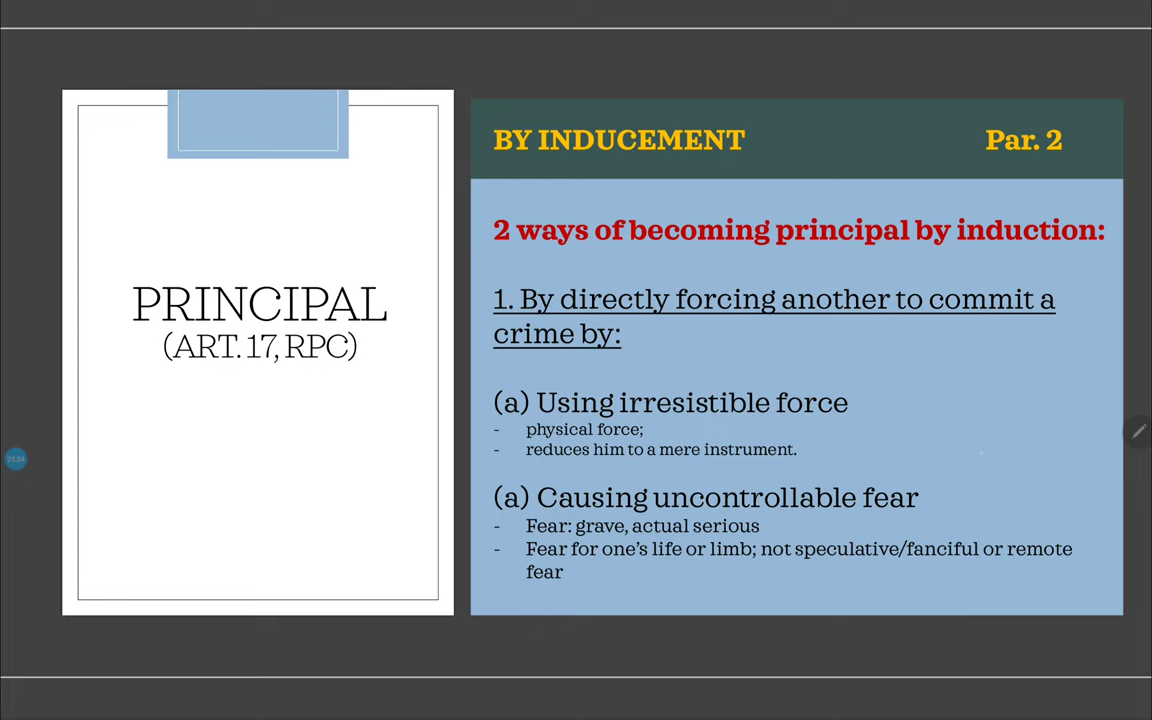 PRINCIPAL
(ART. 17, RPC)
BY INDUCEMENT Par. 2
2 ways of becoming principal by induction:
1. By directly forcing another to commit a
crime by:
(a) Using irresistible force
- physical force;
- reduces him to a mere instrument.
(a) Causing uncontrollable fear
- Fear: grave, actual serious
- Fear for one's life or limb; not speculative/fanciful or remote
fear
25:04